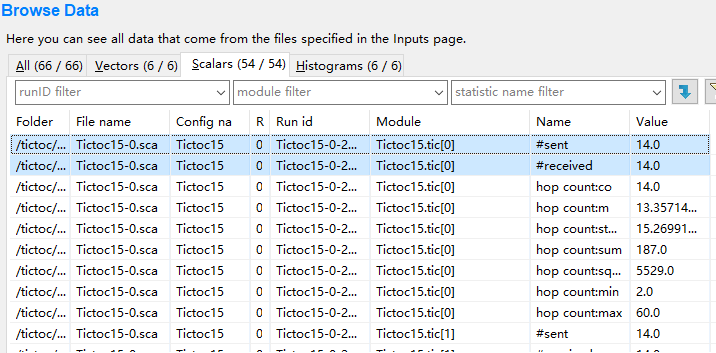 Browse Data
Here you can see all data that come from the files specified in the Inputs page.
All (66 / 66) Vectors (6 / 6) Scalars (54 / 54) Histograms (6 / 6)
runID filter module filter statistic name filter
Folder File name Config na R Run id Module Name Value
/tictoc/... Tictoc15-0.sca Tictoc15 0 Tictoc15-0-2... Tictoc15.tic[0] #sent 14.0
/tictoc/... Tictoc15-0.sca Tictoc15 0 Tictoc15-0-2... Tictoc15.tic[0] #received 14.0
/tictoc/... Tictoc15-0.sca Tictoc15 0 Tictoc15-0-2... Tictoc15.tic[0] hop count:co 14.0
/tictoc/... Tictoc15-0.sca Tictoc15 0 Tictoc15-0-2... Tictoc15.tic[0] hop count:m 13.35714...
/tictoc/... Tictoc15-0.sca Tictoc15 0 Tictoc15-0-2... Tictoc15.tic[0] hop count:st... 15.26991...
/tictoc/... Tictoc15-0.sca Tictoc15 0 Tictoc15-0-2... Tictoc15.tic[0] hop count:sum 187.0
/tictoc/... Tictoc15-0.sca Tictoc15 0 Tictoc15-0-2... Tictoc15.tic[0] hop count:sq... 5529.0
/tictoc/... Tictoc15-0.sca Tictoc15 0 Tictoc15-0-2... Tictoc15.tic[0] hop count:min 2.0
/tictoc/... Tictoc15-0.sca Tictoc15 0 Tictoc15-0-2... Tictoc15.tic[0] hop count:max 60.0
/tictoc/... Tictoc15-0.sca Tictoc15 0 Tictoc15-0-2... Tictoc15.tic[1] #sent 14.0